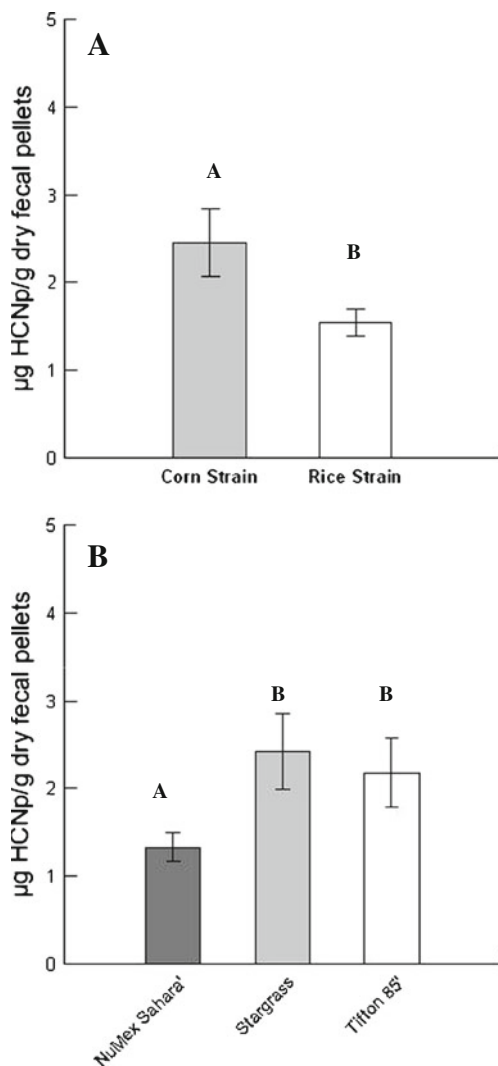 A
5
4
3
2
1
0
µg HCNp/g dry fecal pellets
A
B
Corn Strain
Rice Strain
B
5
4
3
2
1
0
µg HCNp/g dry fecal pellets
A
B
B
NuMex Sahara'
Stargrass
Tifton 85'